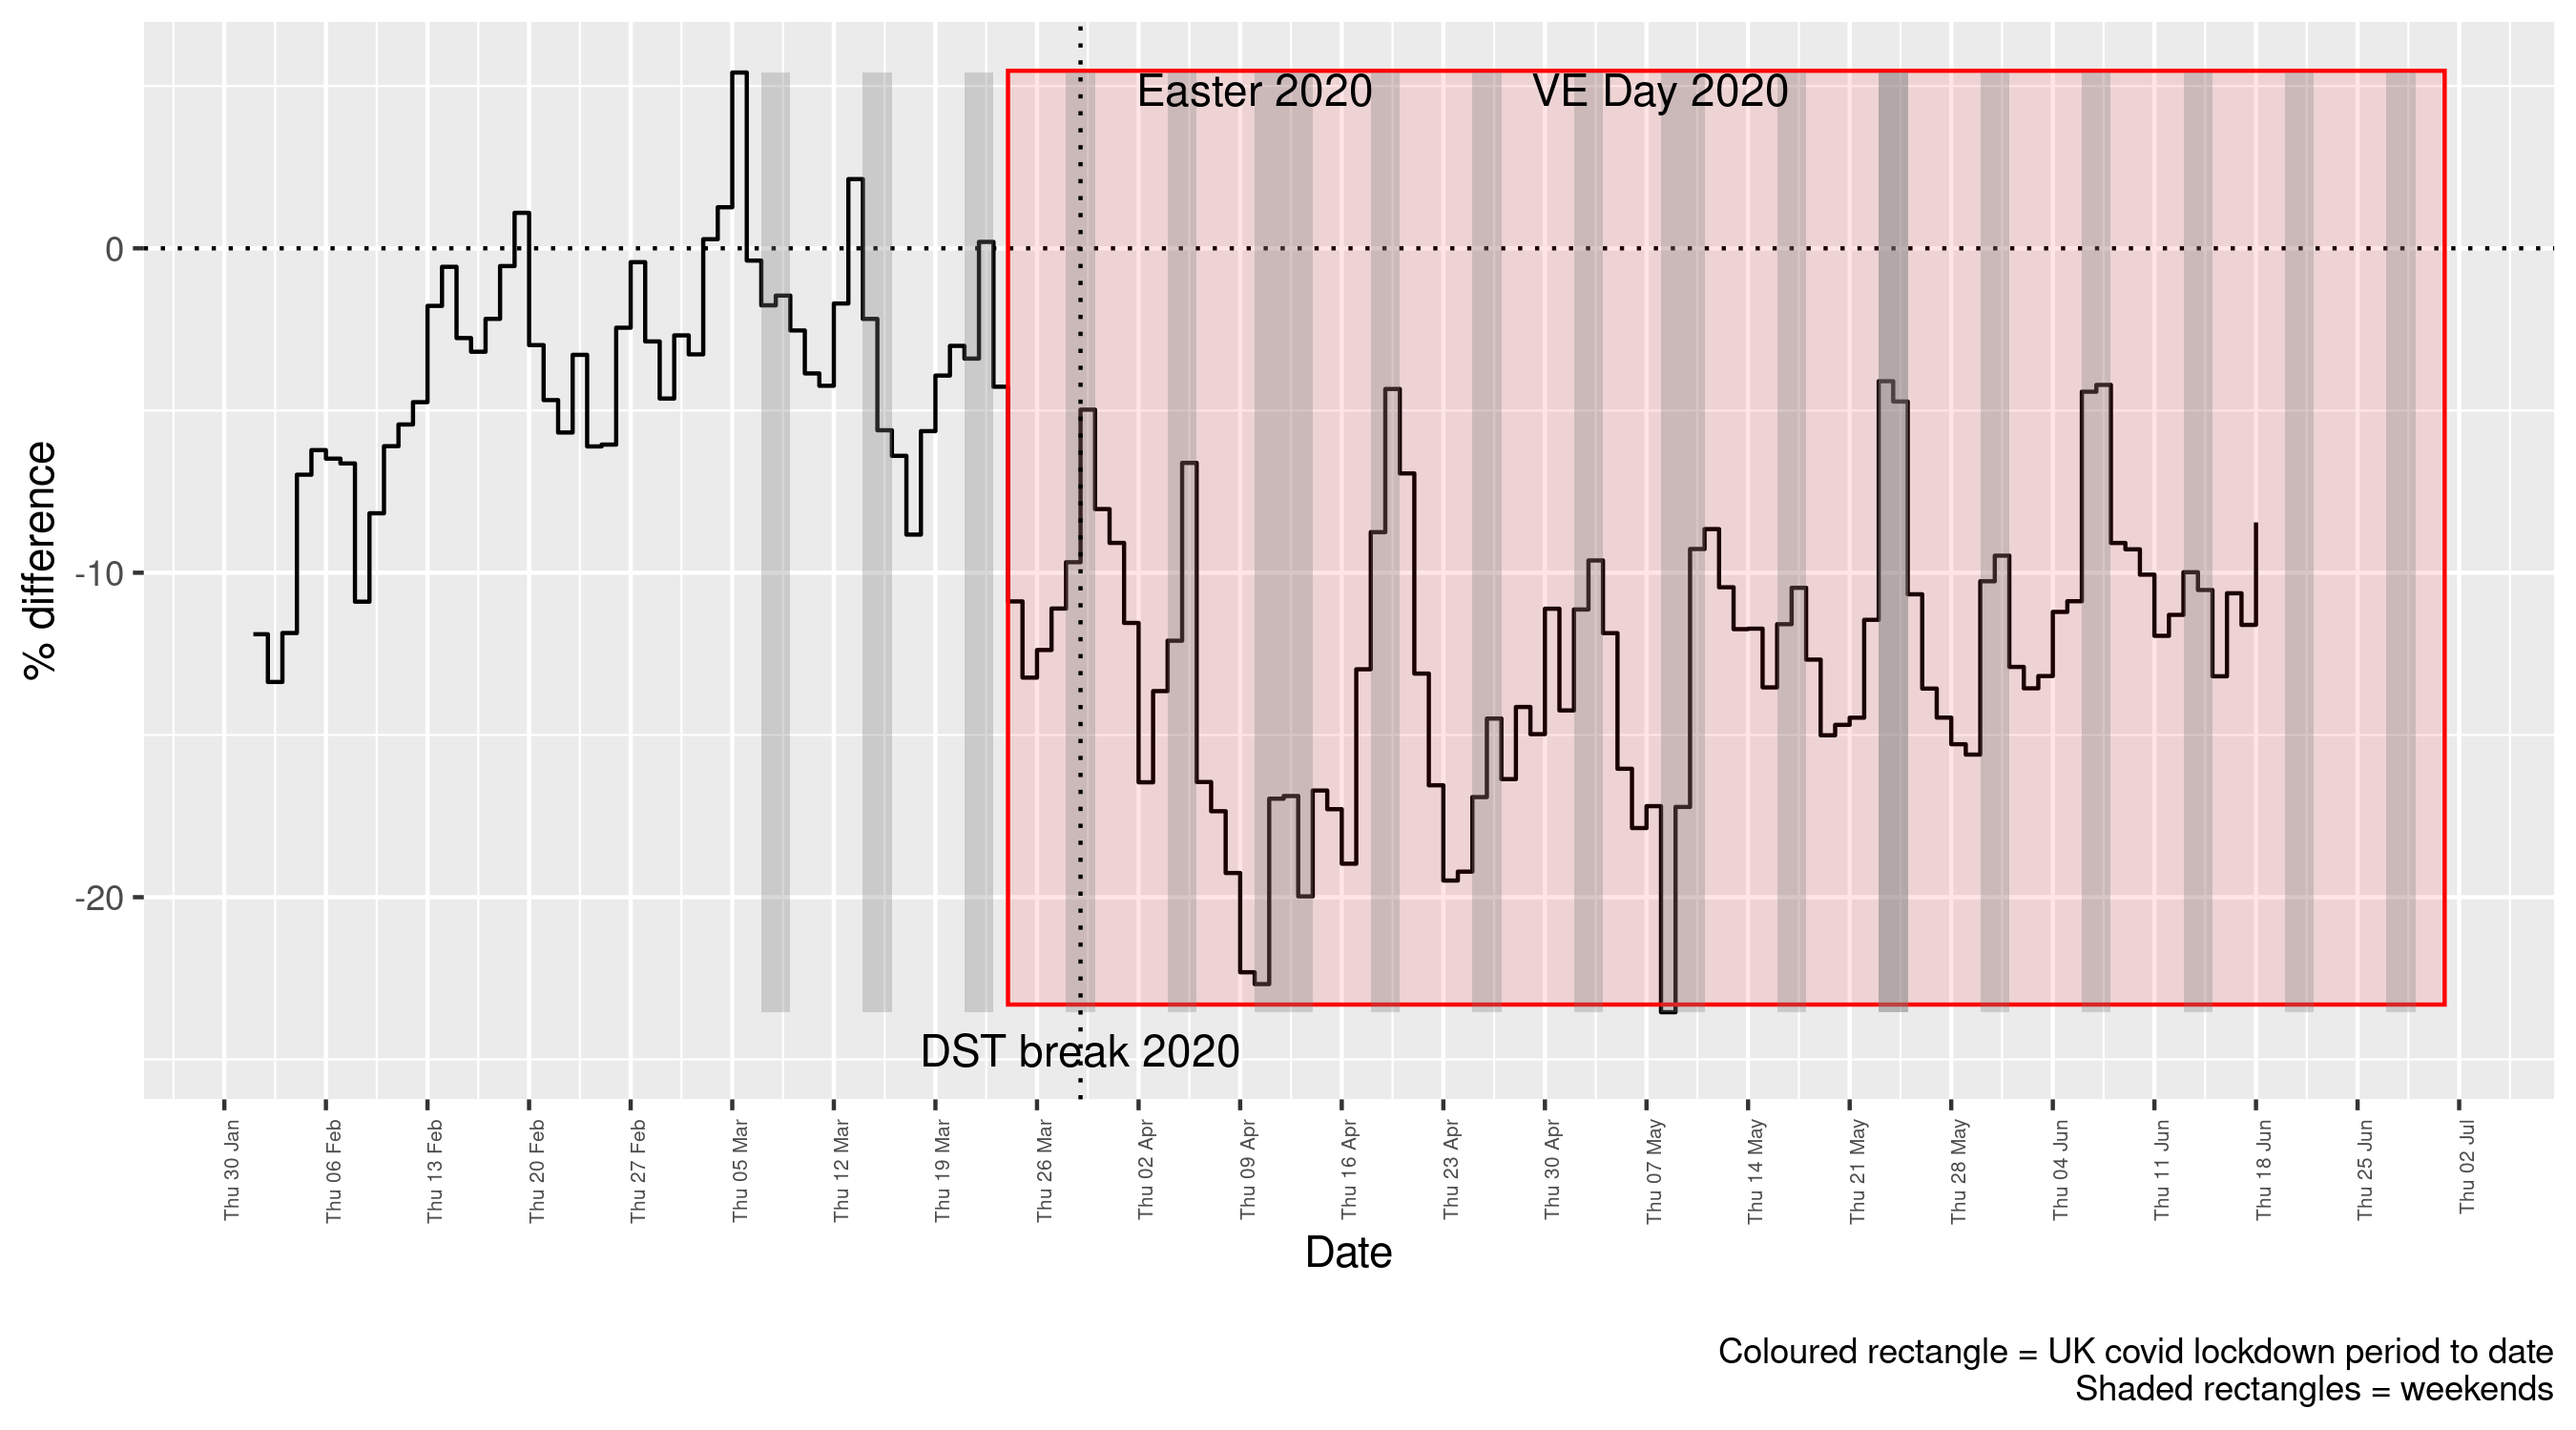 Easter 2020
VE Day 2020
% difference
0
-10
-20
DST break 2020
Thu 30 Jan
Thu 06 Feb
Thu 13 Feb
Thu 20 Feb
Thu 27 Feb
Thu 05 Mar
Thu 12 Mar
Thu 19 Mar
Thu 26 Mar
Thu 02 Apr
Thu 09 Apr
Thu 16 Apr
Thu 23 Apr
Thu 30 Apr
Thu 07 May
Thu 14 May
Thu 21 May
Thu 28 May
Thu 04 Jun
Thu 11 Jun
Thu 18 Jun
Thu 25 Jun
Thu 02 Jul
Date
Coloured rectangle = UK covid lockdown period to date
Shaded rectangles = weekends